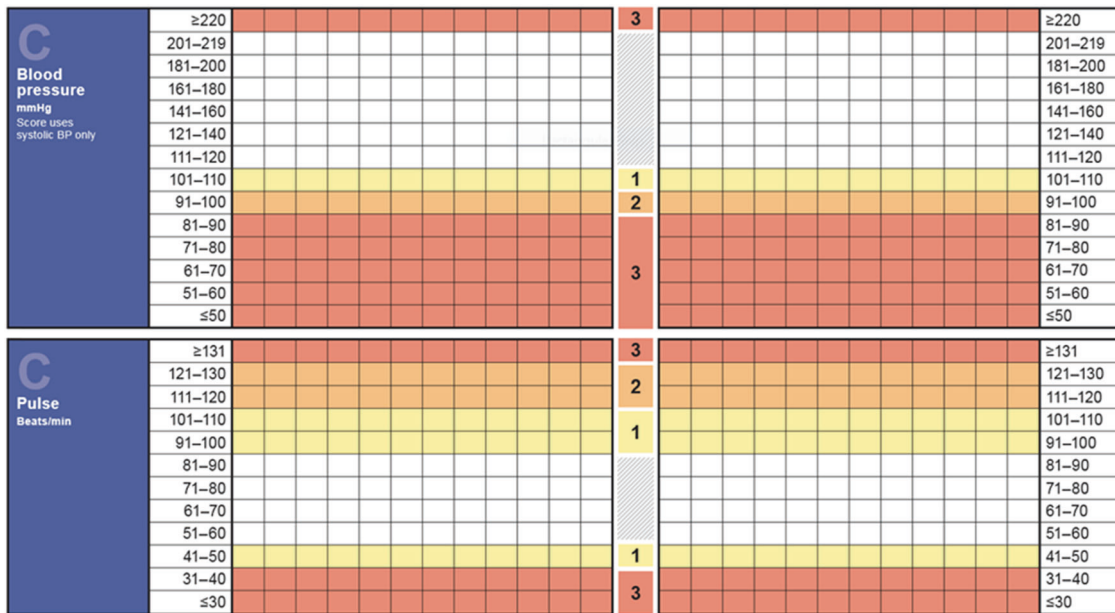 C
Blood
pressure
mmHg
Score uses
systolic BP only
≥220 3 ≥220
201–219 201–219
181–200 181–200
161–180 161–180
141–160 141–160
121–140 121–140
111–120 111–120
101–110 1 101–110
91–100 2 91–100
81–90 81–90
71–80 71–80
61–70 3 61–70
51–60 51–60
≤50 ≤50
C
Pulse
Beats/min
≥131 3 ≥131
121–130 2 121–130
111–120 111–120
101–110 1 101–110
91–100 91–100
81–90 81–90
71–80 71–80
61–70 61–70
51–60 51–60
41–50 1 41–50
31–40 3 31–40
≤30 ≤30